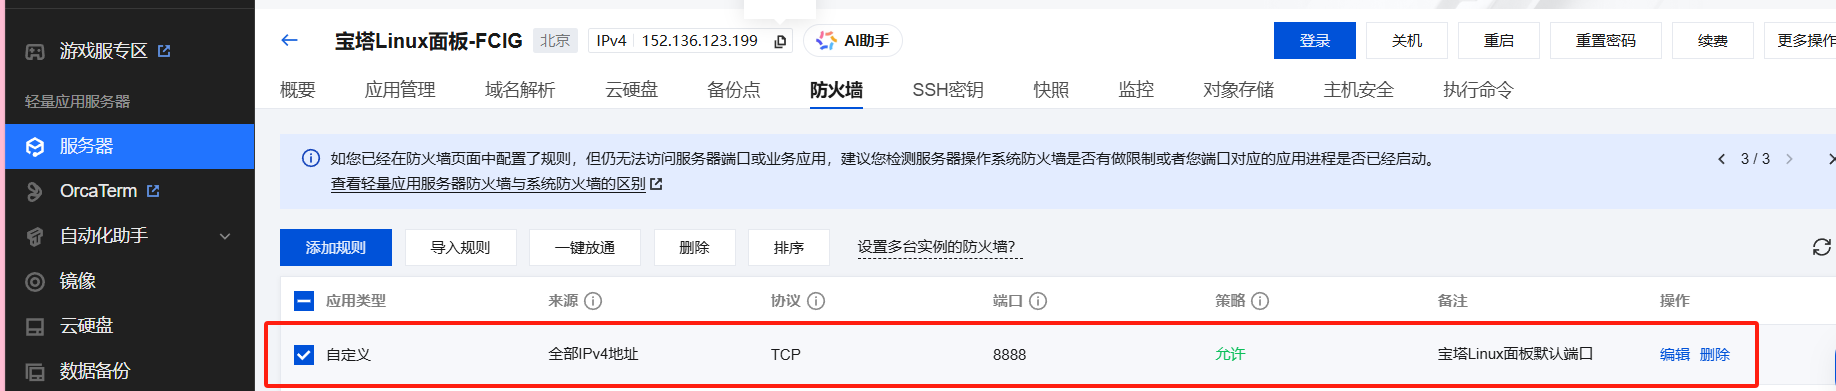 游戏服专区
轻量应用服务器
服务器
OrcaTerm
自动化助手
镜像
云硬盘
数据备份
宝塔Linux面板-FCIG 北京 IPv4 152.136.123.199 AI助手
登录 关机 重启 重置密码 续费 更多操作
概要 应用管理 域名解析 云硬盘 备份点 防火墙 SSH密钥 快照 监控 对象存储 主机安全 执行命令
如您已经在防火墙页面中配置了规则，但仍无法访问服务器端口或业务应用，建议您检测服务器操作系统防火墙是否有做限制或者您端口对应的应用进程是否已经启动。
3 / 3
查看轻量应用服务器防火墙与系统防火墙的区别
添加规则 导入规则 一键放通 删除 排序 设置多台实例的防火墙?
应用类型 来源 协议 端口 策略 备注 操作
自定义 全部IPv4地址 TCP 8888 允许 宝塔Linux面板默认端口 编辑 删除